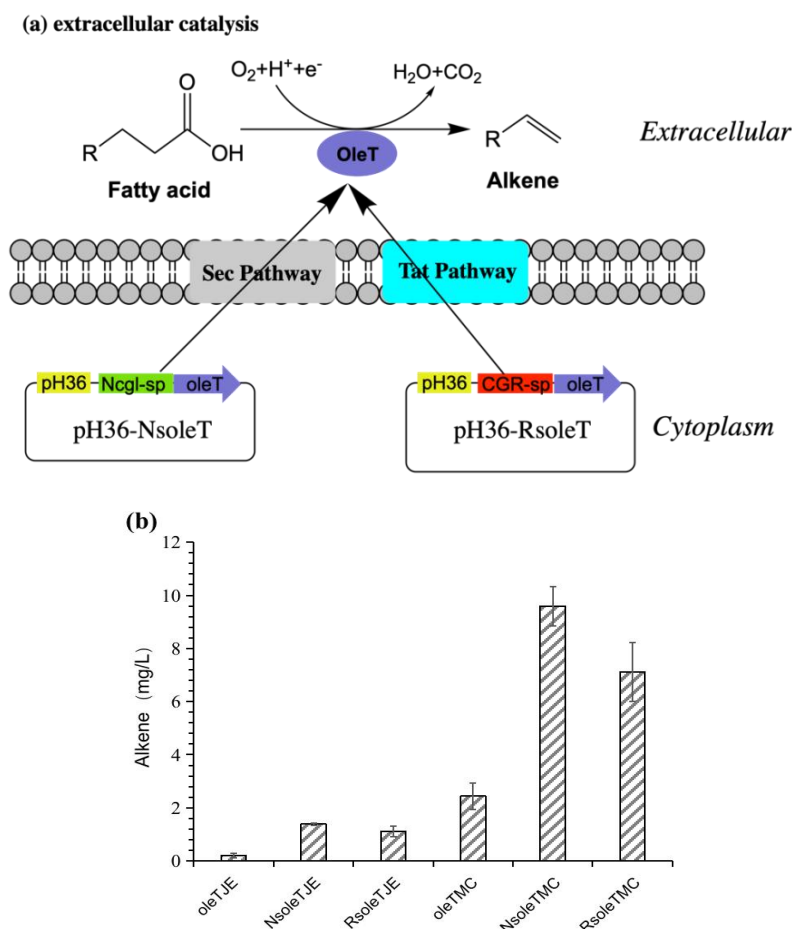 (a) extracellular catalysis
O₂+H⁺+e⁻
H₂O+CO₂
O
R
OH
OleT
R
Extracellular
Fatty acid
Alkene
Sec Pathway
Tat Pathway
pH36
Ncgl-sp
oleT
pH36
CGR-sp
oleT
pH36-NsoleT
pH36-RsoleT
Cytoplasm
(b)
Alkene (mg/L)
12
10
8
6
4
2
0
oleTJE
NsoleTJE
RsoleTJE
oleTMC
NsoleTMC
RsoleTMC